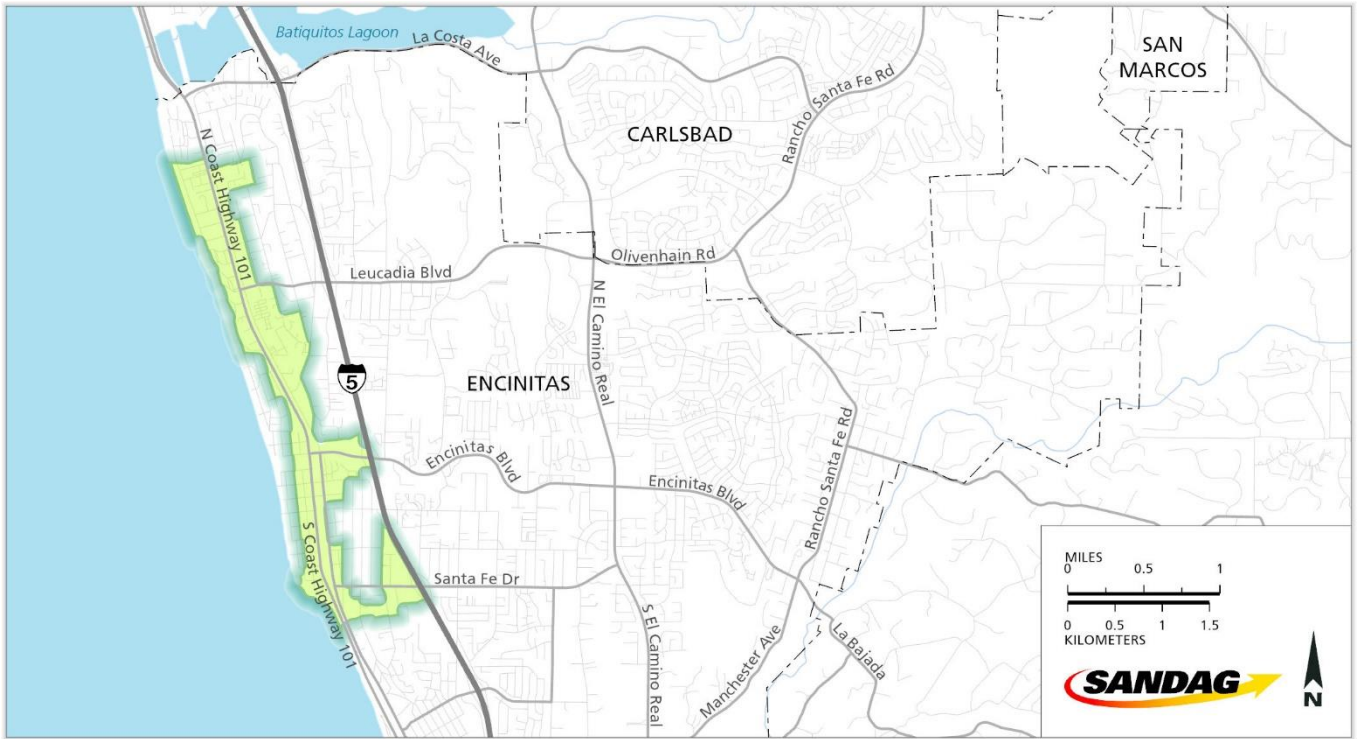 Batiquitos Lagoon
La Costa Ave
SAN
MARCOS
Rancho Santa Fe Rd
CARLSBAD
N Coast Highway 101
Olivenhain Rd
Leucadia Blvd
N El Camino Real
5
ENCINITAS
Encinitas Blvd
Encinitas Blvd
Rancho Santa Fe Rd
S Coast Highway 101
Santa Fe Dr
S El Camino Real
Manchester Ave
La Bajada
MILES
0 0.5 1
0 0.5 1 1.5
KILOMETERS
SANDAG
N